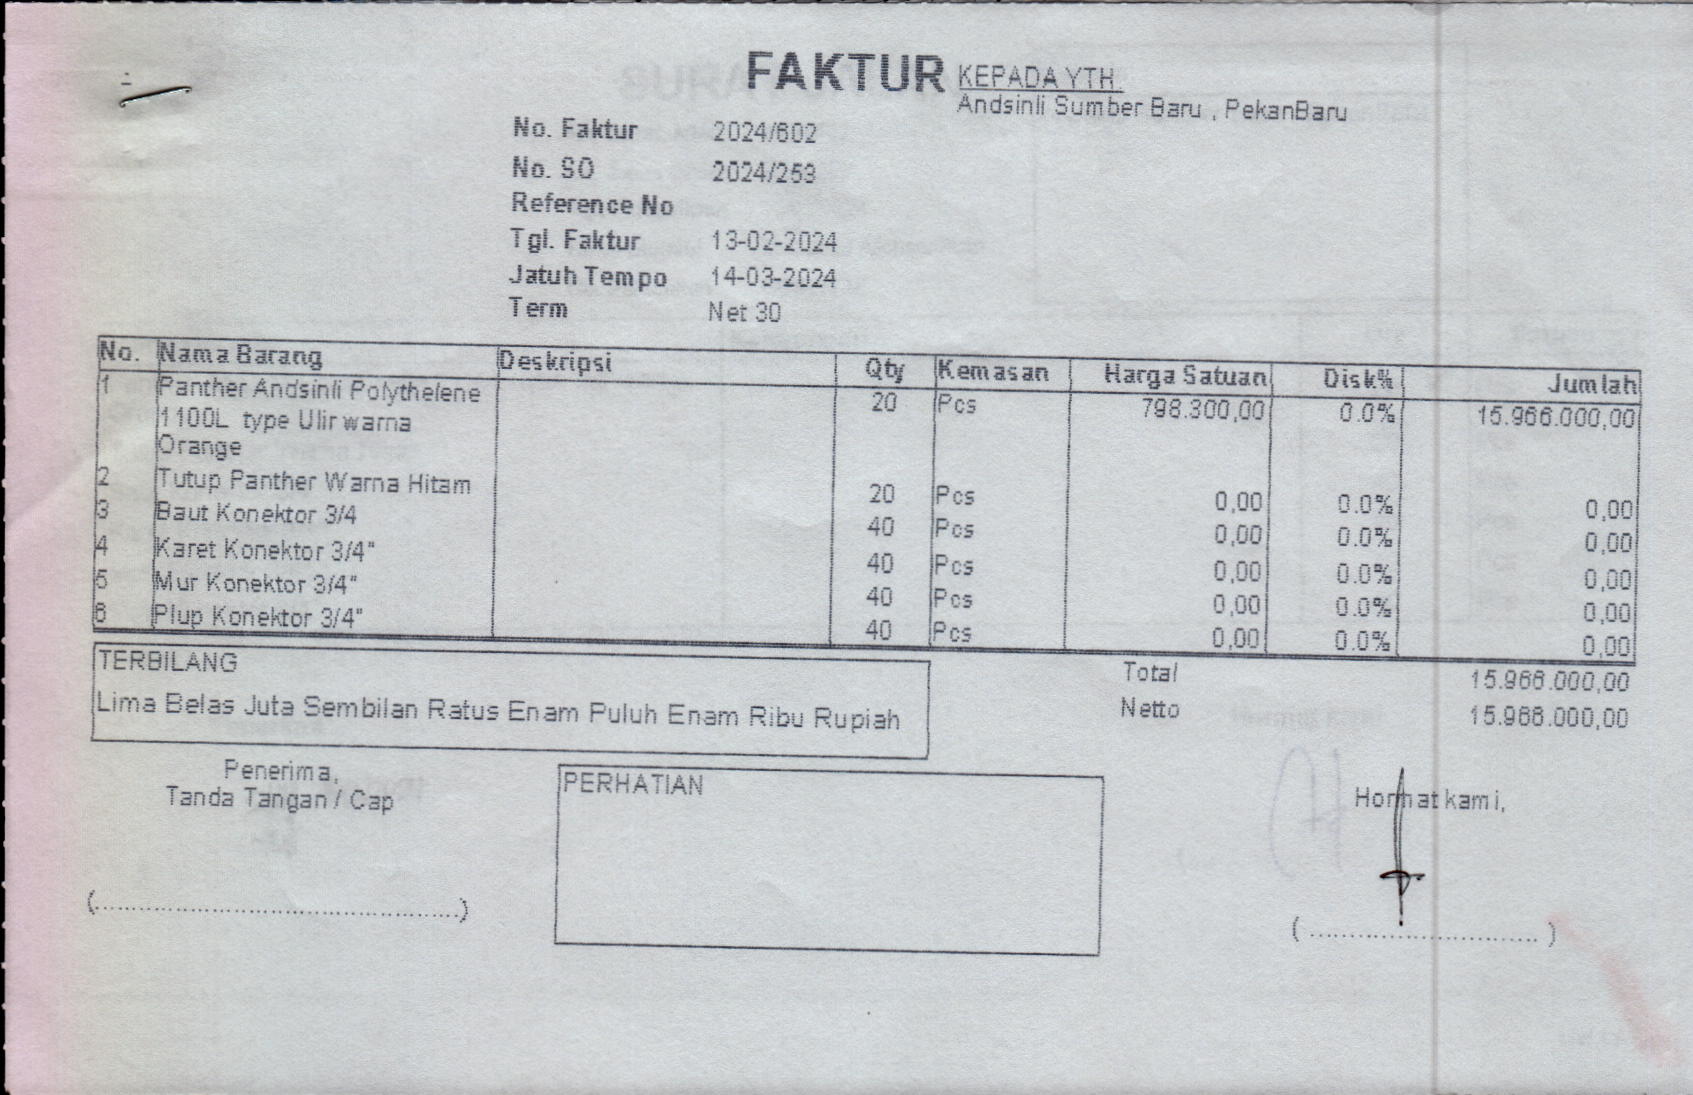 FAKTUR
KEPADA YTH.
Andsinli Sumber Baru , PekanBaru
No. Faktur 2024/602
No. SO 2024/253
Reference No
Tgl. Faktur 13-02-2024
Jatuh Tempo 14-03-2024
Term Net 30
No. Nama Barang Deskripsi Qty Kemasan Harga Satuan Disk% Jumlah
1 Panther Andsinli Polythelene 20 Pcs 798.300,00 0.0% 15.966.000,00
1100L type Ulir warna
Orange
2 Tutup Panther Warna Hitam 20 Pcs 0,00 0.0% 0,00
3 Baut Konektor 3/4 40 Pcs 0,00 0.0% 0,00
4 Karet Konektor 3/4" 40 Pcs 0,00 0.0% 0,00
5 Mur Konektor 3/4" 40 Pcs 0,00 0.0% 0,00
6 Plup Konektor 3/4" 40 Pcs 0,00 0.0% 0,00
TERBILANG
Lima Belas Juta Sembilan Ratus Enam Puluh Enam Ribu Rupiah
Total 15.966.000,00
Netto 15.966.000,00
Penerima,
Tanda Tangan / Cap
PERHATIAN
Hormat kami,
(..................................................)
( .................................. )